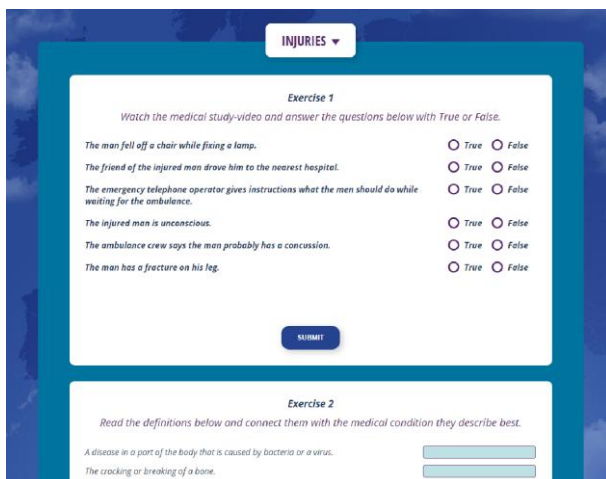 INJURIES
Exercise 1
Watch the medical study-video and answer the questions below with True or False.
The man fell off a chair while fixing a lamp. True False
The friend of the injured man drove him to the nearest hospital. True False
The emergency telephone operator gives instructions what the men should do while True False
waiting for the ambulance.
The injured man is unconscious. True False
The ambulance crew says the man probably has a concussion. True False
The man has a fracture on his leg. True False
SUBMIT
Exercise 2
Read the definitions below and connect them with the medical condition they describe best.
A disease in a part of the body that is caused by bacteria or a virus.
The cracking or breaking of a bone.